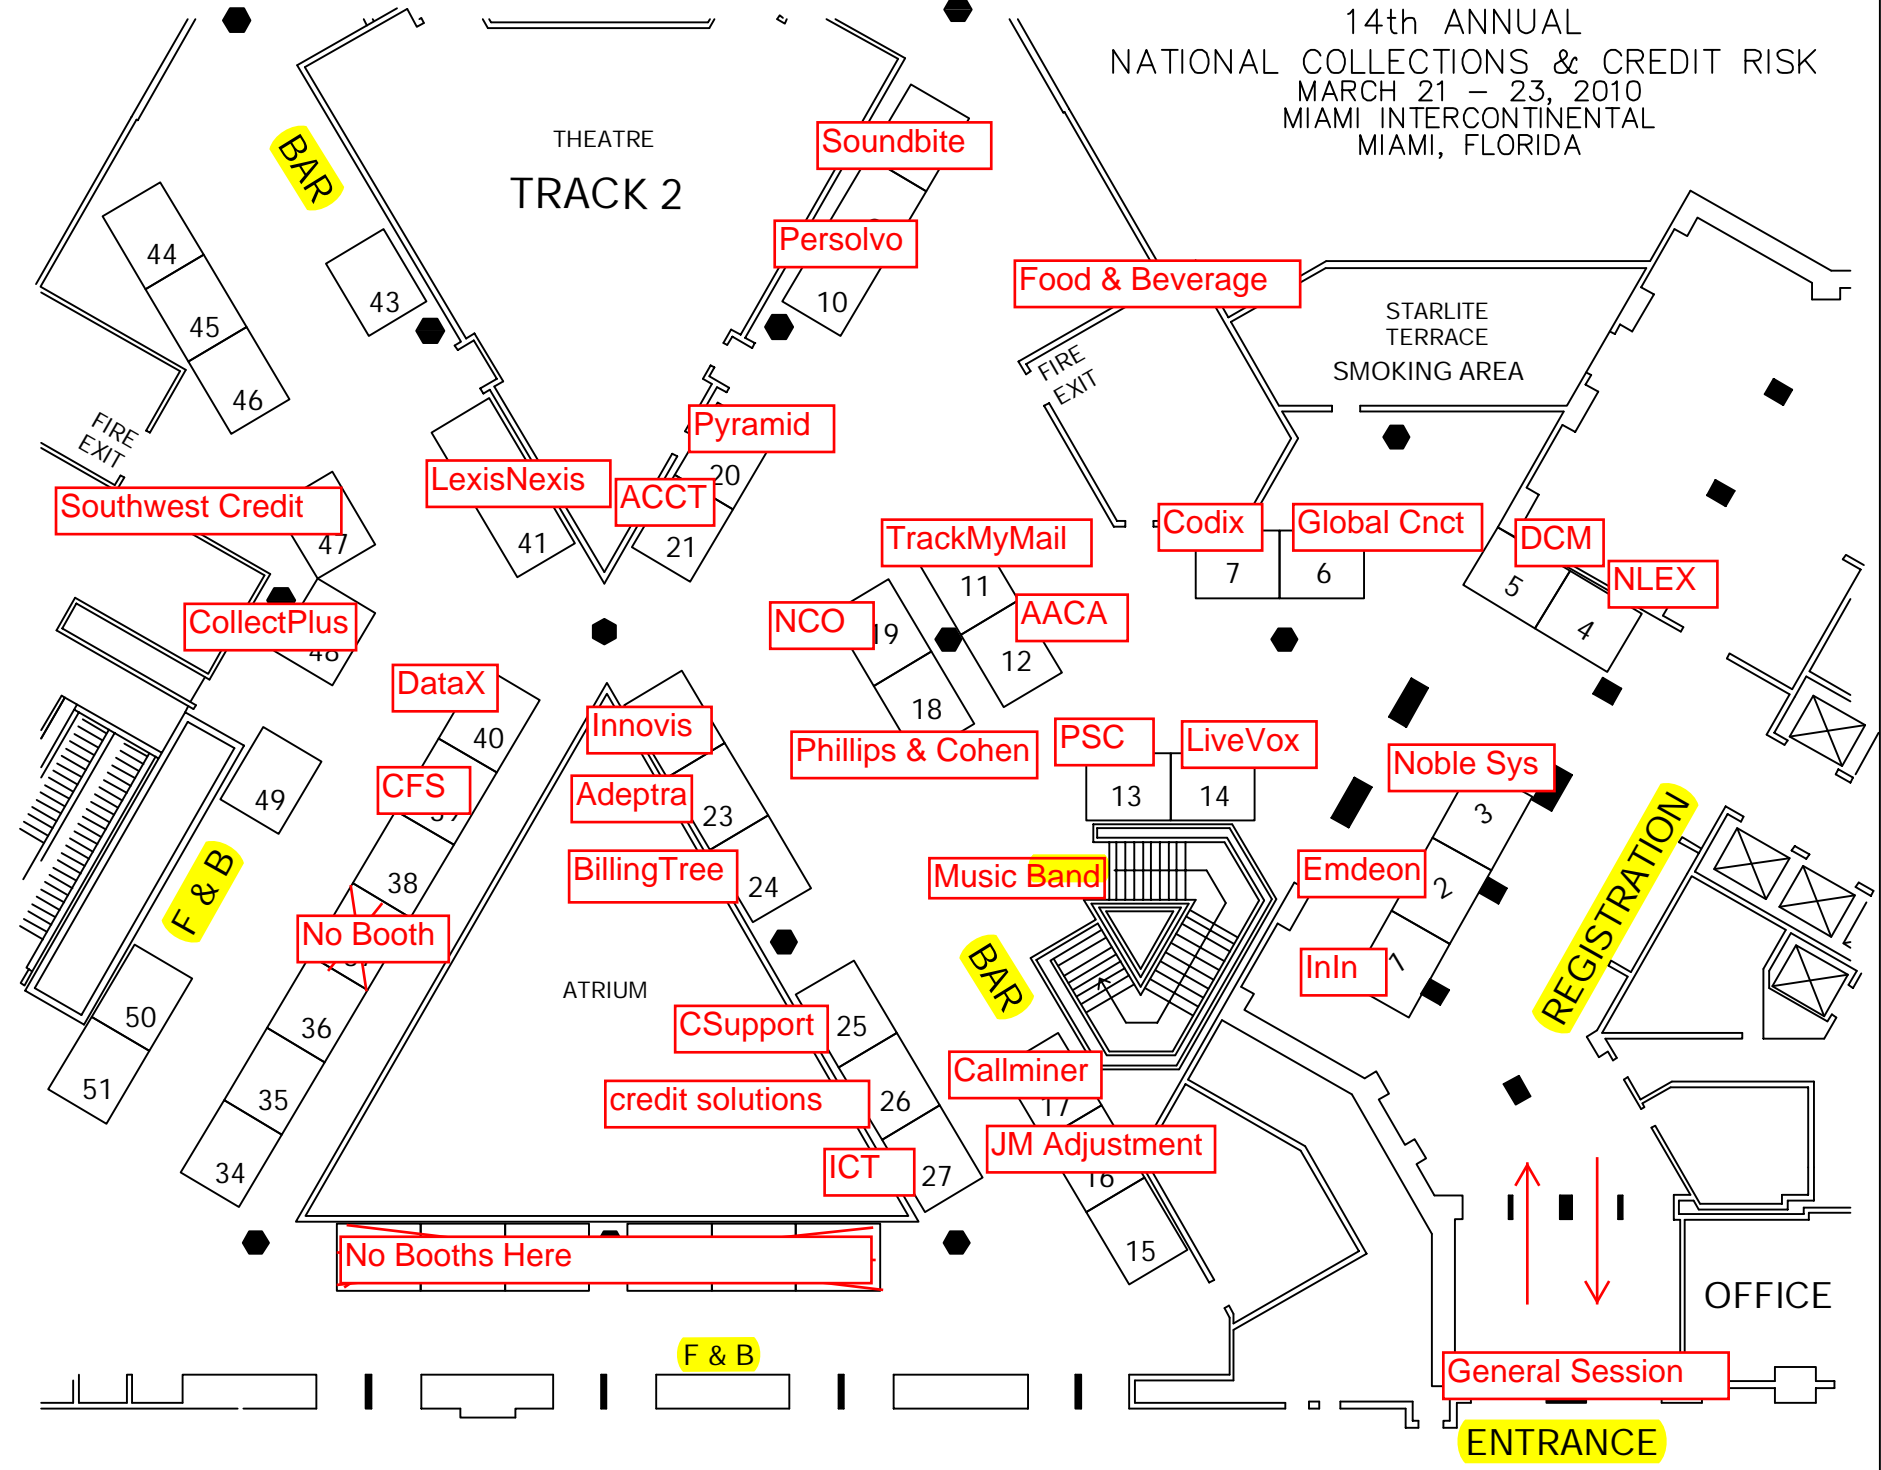 14th ANNUAL
NATIONAL COLLECTIONS & CREDIT RISK
MARCH 21 – 23, 2010
MIAMI INTERCONTINENTAL
MIAMI, FLORIDA
THEATRE
TRACK 2
BAR
Soundbite
Persolvo
10
44
45
46
43
Food & Beverage
STARLITE
TERRACE
SMOKING AREA
FIRE
EXIT
FIRE
EXIT
Pyramid
20
LexisNexis
ACCT
41
21
Southwest Credit
47
CollectPlus
48
TrackMyMail
11
Codix
Global Cnct
7
6
DCM
5
NLEX
4
NCO
19
AACA
12
18
Phillips & Cohen
DataX
40
Innovis
CFS
Adeptra
23
BillingTree
24
38
No Booth
49
F & B
50
51
36
35
34
ATRIUM
PSC
LiveVox
13
14
Noble Sys
3
Music Band
Emdeon
2
InIn
1
REGISTRATION
BAR
CSupport
25
credit solutions
26
ICT
27
Callminer
17
JM Adjustment
16
15
No Booths Here
F & B
OFFICE
General Session
ENTRANCE